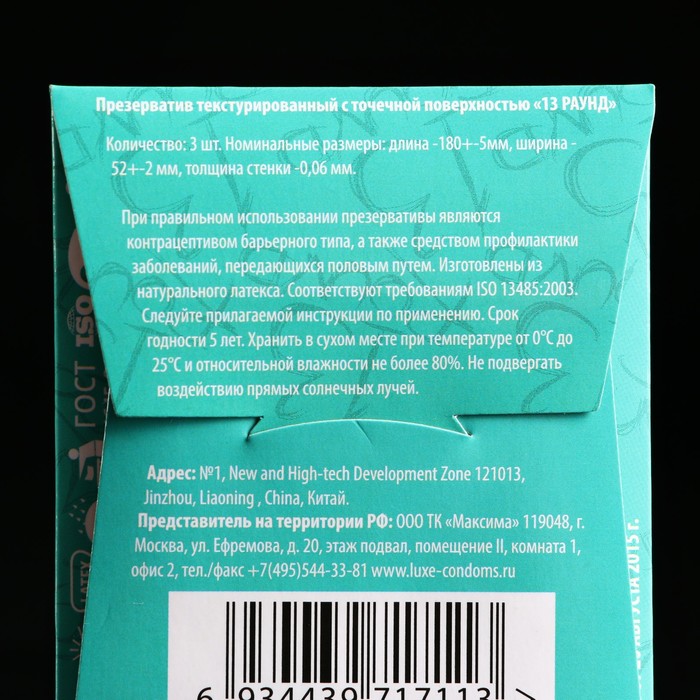 Презерватив текстурированный с точечной поверхностью «13 РАУНД»
Количество: 3 шт. Номинальные размеры: длина -180+-5мм, ширина -
52+-2 мм, толщина стенки -0,06 мм.
При правильном использовании презервативы являются
контрацептивом барьерного типа, а также средством профилактики
заболеваний, передающихся половым путем. Изготовлены из
натурального латекса. Соответствуют требованиям ISO 13485:2003.
Следуйте прилагаемой инструкции по применению. Срок
годности 5 лет. Хранить в сухом месте при температуре от 0°С до
25°С и относительной влажности не более 80%. Не подвергать
воздействию прямых солнечных лучей.
Адрес: №1, New and High-tech Development Zone 121013,
Jinzhou, Liaoning , China, Китай.
Представитель на территории РФ: ООО ТК «Максима» 119048, г.
Москва, ул. Ефремова, д. 20, этаж подвал, помещение II, комната 1,
офис 2, тел./факс +7(495)544-33-81 www.luxe-condoms.ru
6 934439 717113 >
ISO
ГОСТ
LATEX
АВГУСТА 2015 г.